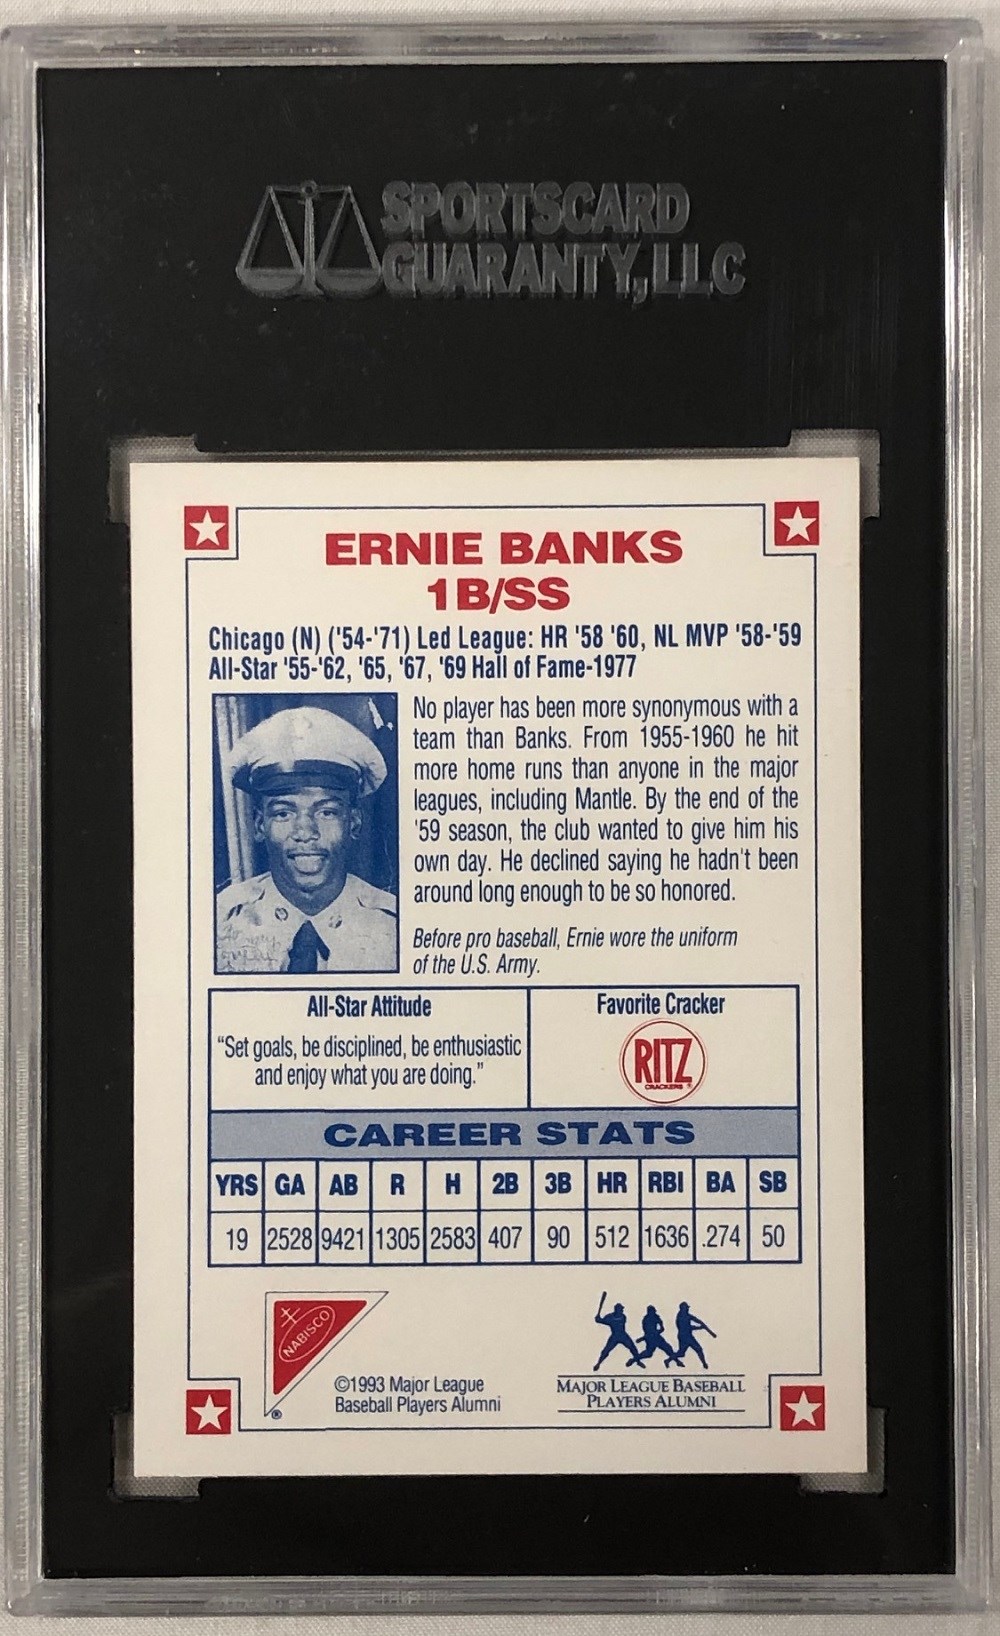 SPORTSCARD
GUARANTY, LLC
ERNIE BANKS
1B/SS
Chicago (N) ('54-'71) Led League: HR '58 '60, NL MVP '58-'59
All-Star '55-'62, '65, '67, '69 Hall of Fame-1977
No player has been more synonymous with a
team than Banks. From 1955-1960 he hit
more home runs than anyone in the major
leagues, including Mantle. By the end of the
'59 season, the club wanted to give him his
own day. He declined saying he hadn't been
around long enough to be so honored.
Before pro baseball, Ernie wore the uniform
of the U.S. Army.
All-Star Attitude
“Set goals, be disciplined, be enthusiastic
and enjoy what you are doing.”
Favorite Cracker
RITZ
CRACKERS ®
CAREER STATS
YRS GA AB R H 2B 3B HR RBI BA SB
19 2528 9421 1305 2583 407 90 512 1636 .274 50
NABISCO
®
©1993 Major League
Baseball Players Alumni
MAJOR LEAGUE BASEBALL
PLAYERS ALUMNI